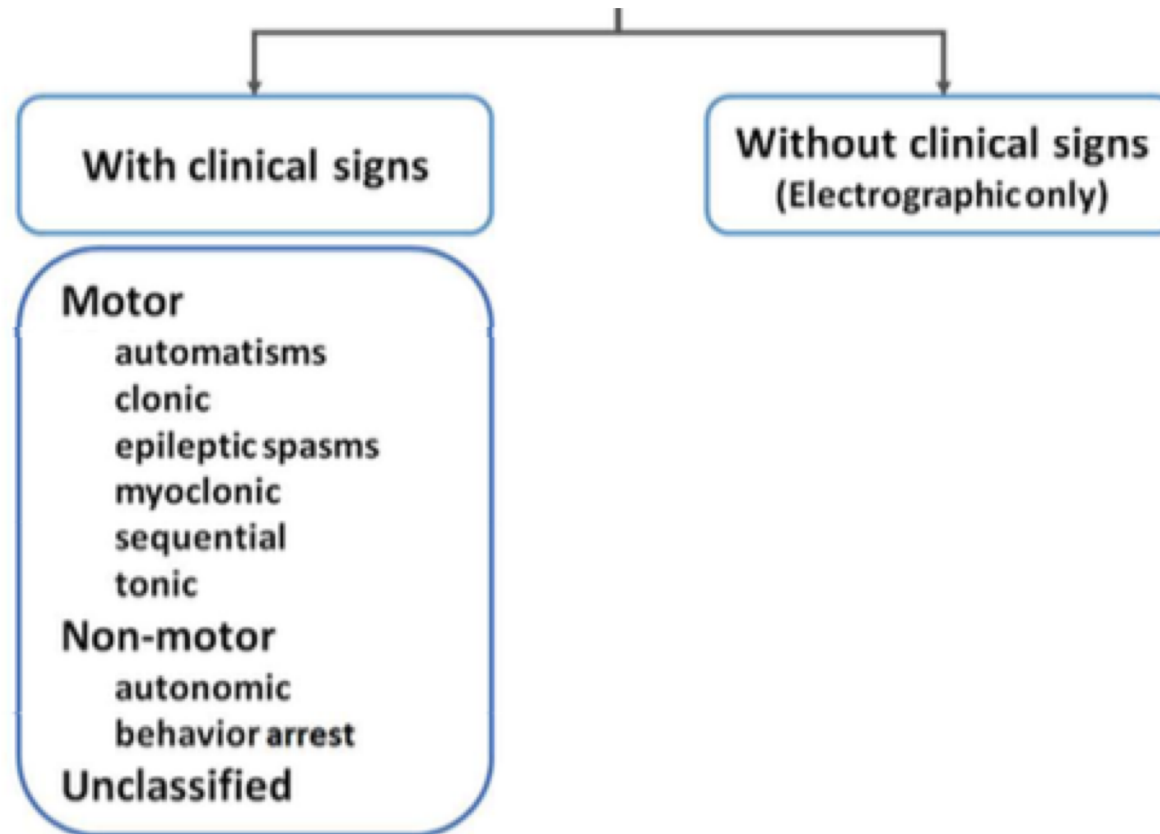 With clinical signs
Without clinical signs
(Electrographic only)
Motor
automatisms
clonic
epileptic spasms
myoclonic
sequential
tonic
Non-motor
autonomic
behavior arrest
Unclassified